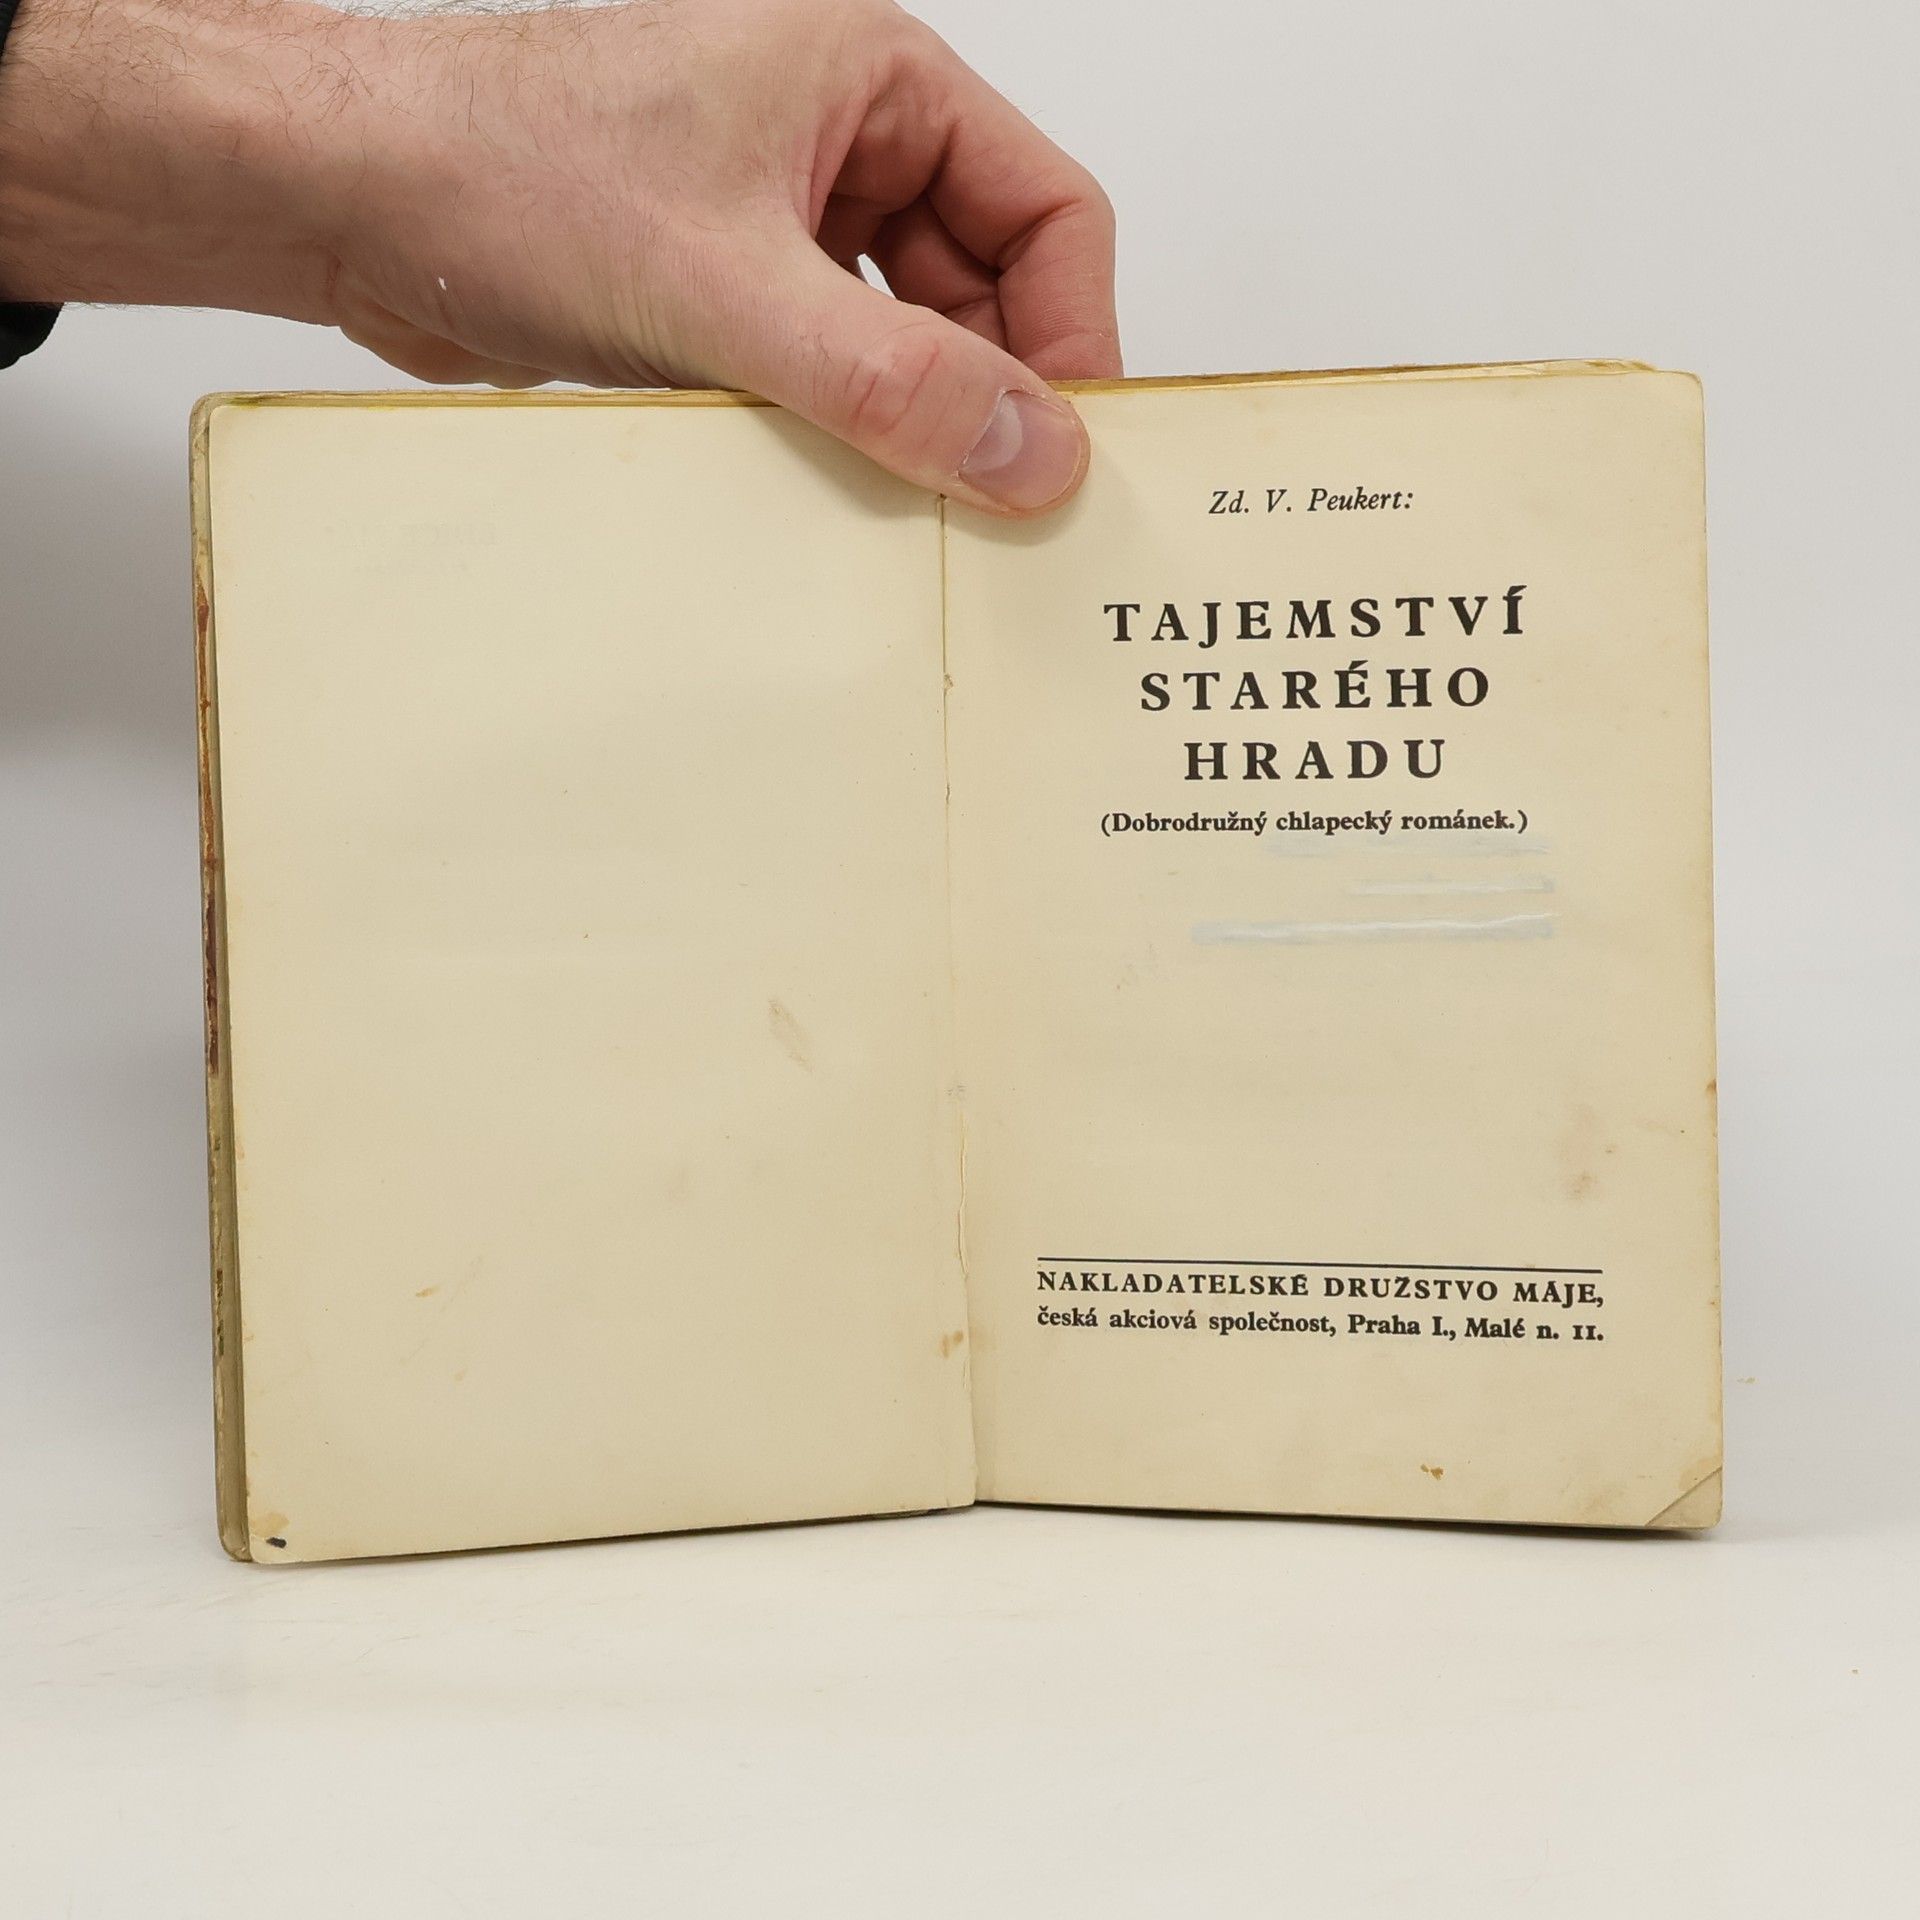 Zd. V. Peukert:
TAJEMSTVÍ
STARÉHO
HRADU
(Dobrodružný chlapecký románek.)
NAKLADATELSKÉ DRUŽSTVO MÁJE,
česká akciová společnost, Praha I., Malé n. 11.